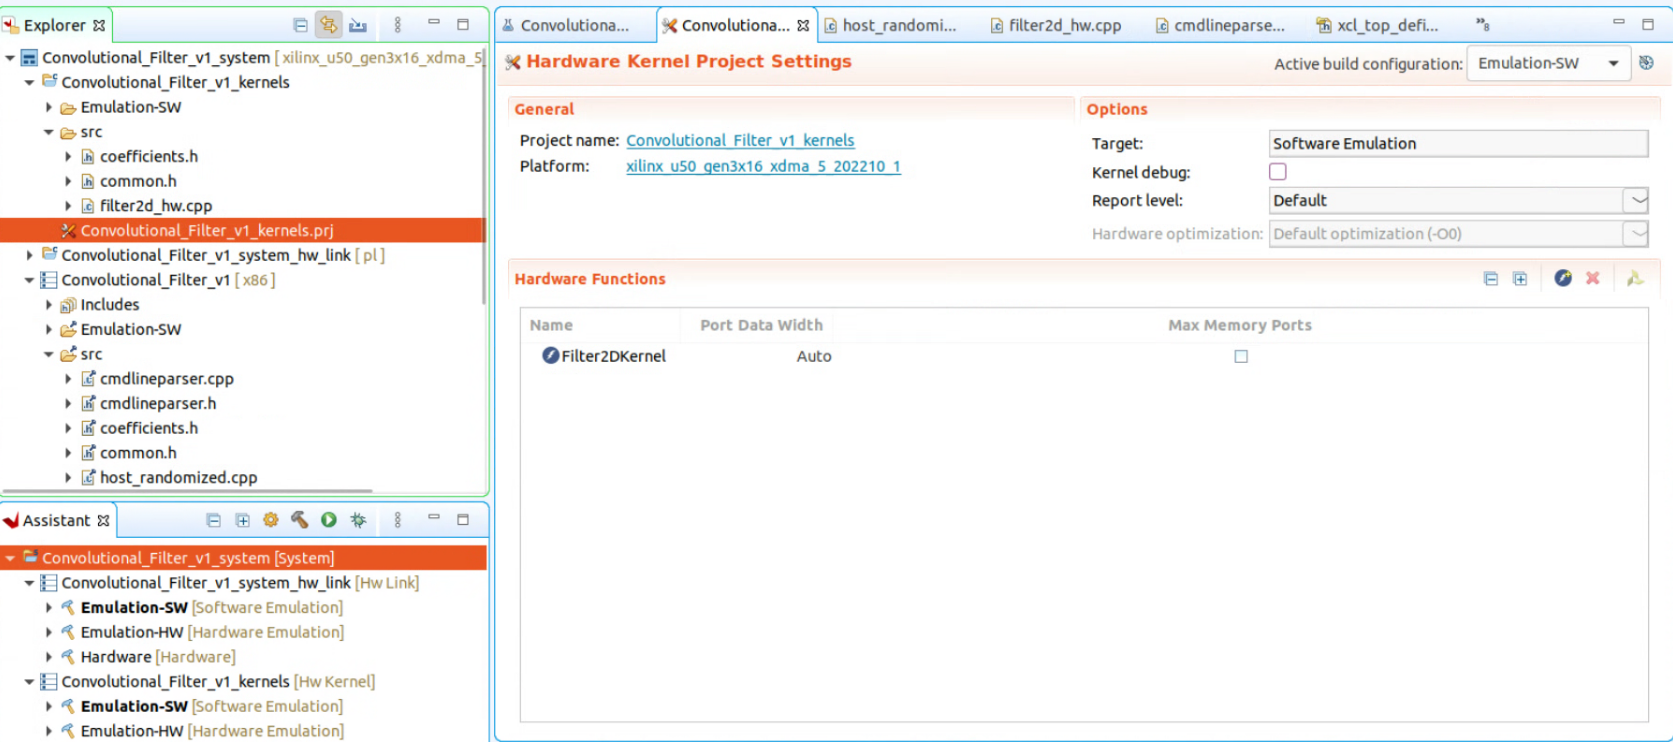 Explorer
Convolutional_Filter_v1_system [ xilinx_u50_gen3x16_xdma_5
Convolutional_Filter_v1_kernels
Emulation-SW
src
coefficients.h
common.h
filter2d_hw.cpp
Convolutional_Filter_v1_kernels.prj
Convolutional_Filter_v1_system_hw_link [ pl ]
Convolutional_Filter_v1 [ x86 ]
Includes
Emulation-SW
src
cmdlineparser.cpp
cmdlineparser.h
coefficients.h
common.h
host_randomized.cpp
Assistant
Convolutional_Filter_v1_system [System]
Convolutional_Filter_v1_system_hw_link [Hw Link]
Emulation-SW [Software Emulation]
Emulation-HW [Hardware Emulation]
Hardware [Hardware]
Convolutional_Filter_v1_kernels [Hw Kernel]
Emulation-SW [Software Emulation]
Emulation-HW [Hardware Emulation]
Convolutiona... Convolutiona... host_randomi... filter2d_hw.cpp cmdlineparse... xcl_top_defi... »8
Hardware Kernel Project Settings Active build configuration: Emulation-SW
General
Project name: Convolutional_Filter_v1_kernels
Platform: xilinx_u50_gen3x16_xdma_5_202210_1
Options
Target: Software Emulation
Kernel debug:
Report level: Default
Hardware optimization: Default optimization (-O0)
Hardware Functions
Name Port Data Width Max Memory Ports
Filter2DKernel Auto